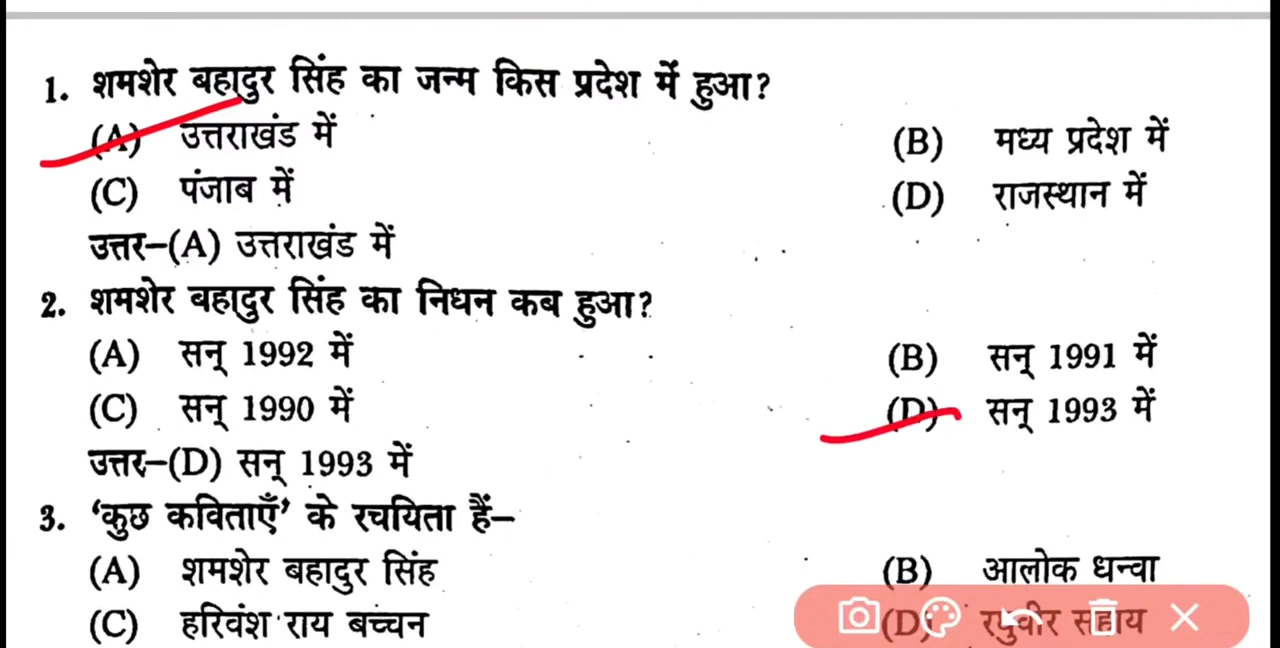 1. शमशेर बहादुर सिंह का जन्म किस प्रदेश में हुआ?
(A) उत्तराखंड में (B) मध्य प्रदेश में
(C) पंजाब में (D) राजस्थान में
उत्तर–(A) उत्तराखंड में
2. शमशेर बहादुर सिंह का निधन कब हुआ?
(A) सन् 1992 में (B) सन् 1991 में
(C) सन् 1990 में (D) सन् 1993 में
उत्तर–(D) सन् 1993 में
3. ‘कुछ कविताएँ’ के रचयिता हैं–
(A) शमशेर बहादुर सिंह (B) आलोक धन्वा
(C) हरिवंश राय बच्चन (D) रघुवीर सहाय